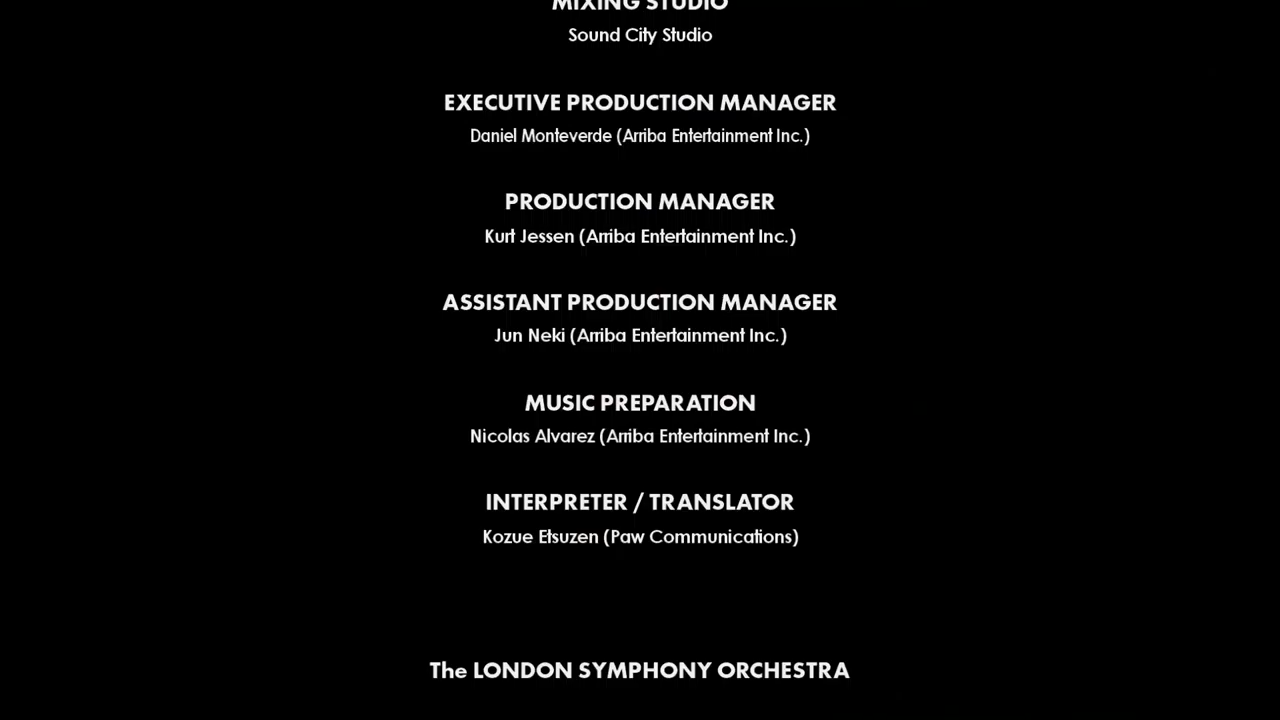 MIXING STUDIO
Sound City Studio
EXECUTIVE PRODUCTION MANAGER
Daniel Monteverde (Arriba Entertainment Inc.)
PRODUCTION MANAGER
Kurt Jessen (Arriba Entertainment Inc.)
ASSISTANT PRODUCTION MANAGER
Jun Neki (Arriba Entertainment Inc.)
MUSIC PREPARATION
Nicolas Alvarez (Arriba Entertainment Inc.)
INTERPRETER / TRANSLATOR
Kozue Etsuzen (Paw Communications)
The LONDON SYMPHONY ORCHESTRA